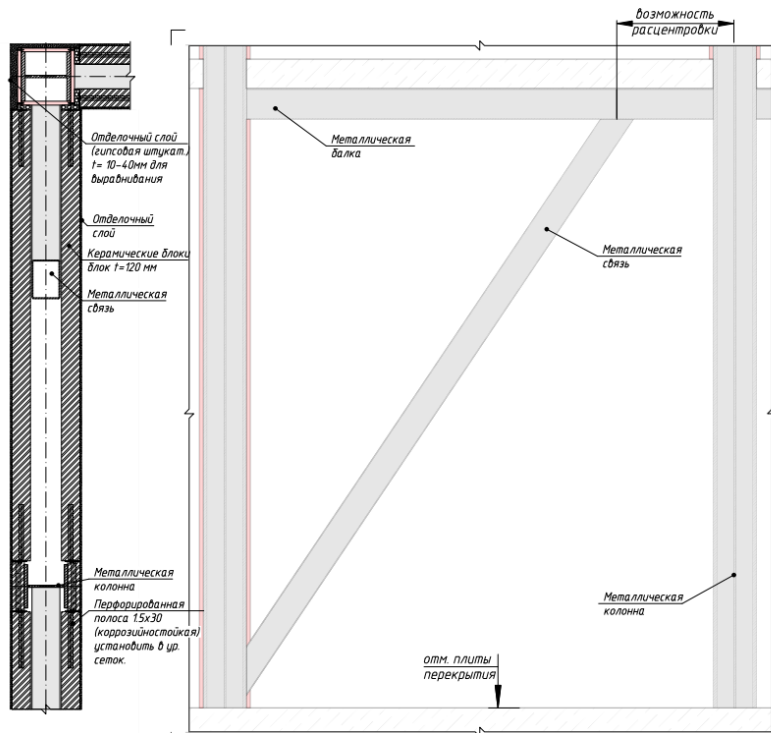 возможность
расцентровки
Отделочный слой
(гипсовая штукат.)
t= 10-40мм для
выравнивания
Металлическая
балка
Отделочный
слой
Керамические блоки
блок t=120 мм
Металлическая
связь
Металлическая
связь
Металлическая
колонна
Перфорированная
полоса 1.5х30
(коррозийностойкая)
установить в ур.
сеток.
Металлическая
колонна
отм. плиты
перекрытия